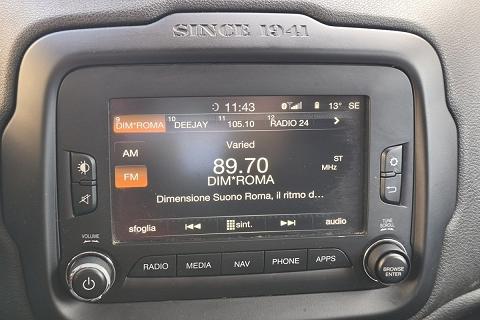 SINCE 1941
11:43 13° SE
9 DIM*ROMA 10 DEEJAY 11 105.10 12 RADIO 24 >
AM Varied
89.70 ST MHz
FM DIM*ROMA
Dimensione Suono Roma, il ritmo d...
sfoglia sint. audio
VOLUME
RADIO MEDIA NAV PHONE APPS
TUNE SCROLL
BROWSE ENTER